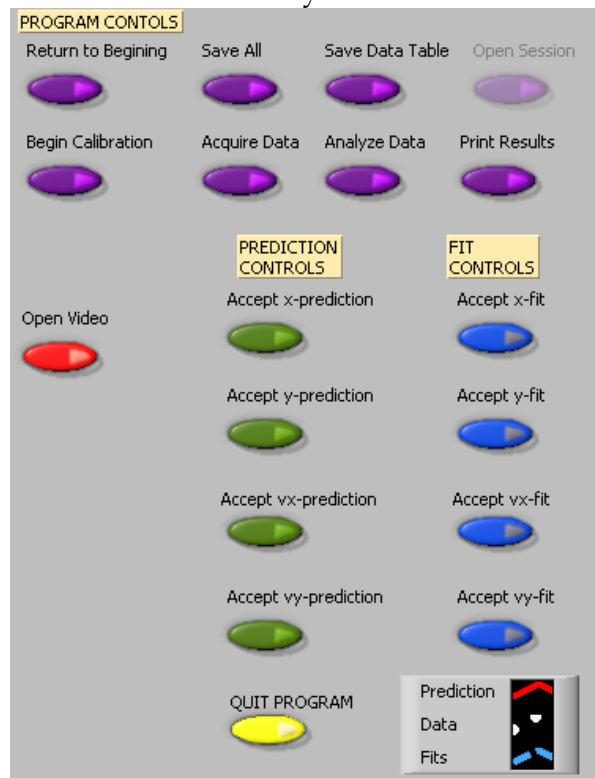 PROGRAM CONTOLS
Return to Begining
Save All
Save Data Table
Open Session
Begin Calibration
Acquire Data
Analyze Data
Print Results
PREDICTION
CONTROLS
FIT
CONTROLS
Accept x-prediction
Accept x-fit
Open Video
Accept y-prediction
Accept y-fit
Accept vx-prediction
Accept vx-fit
Accept vy-prediction
Accept vy-fit
QUIT PROGRAM
Prediction
Data
Fits